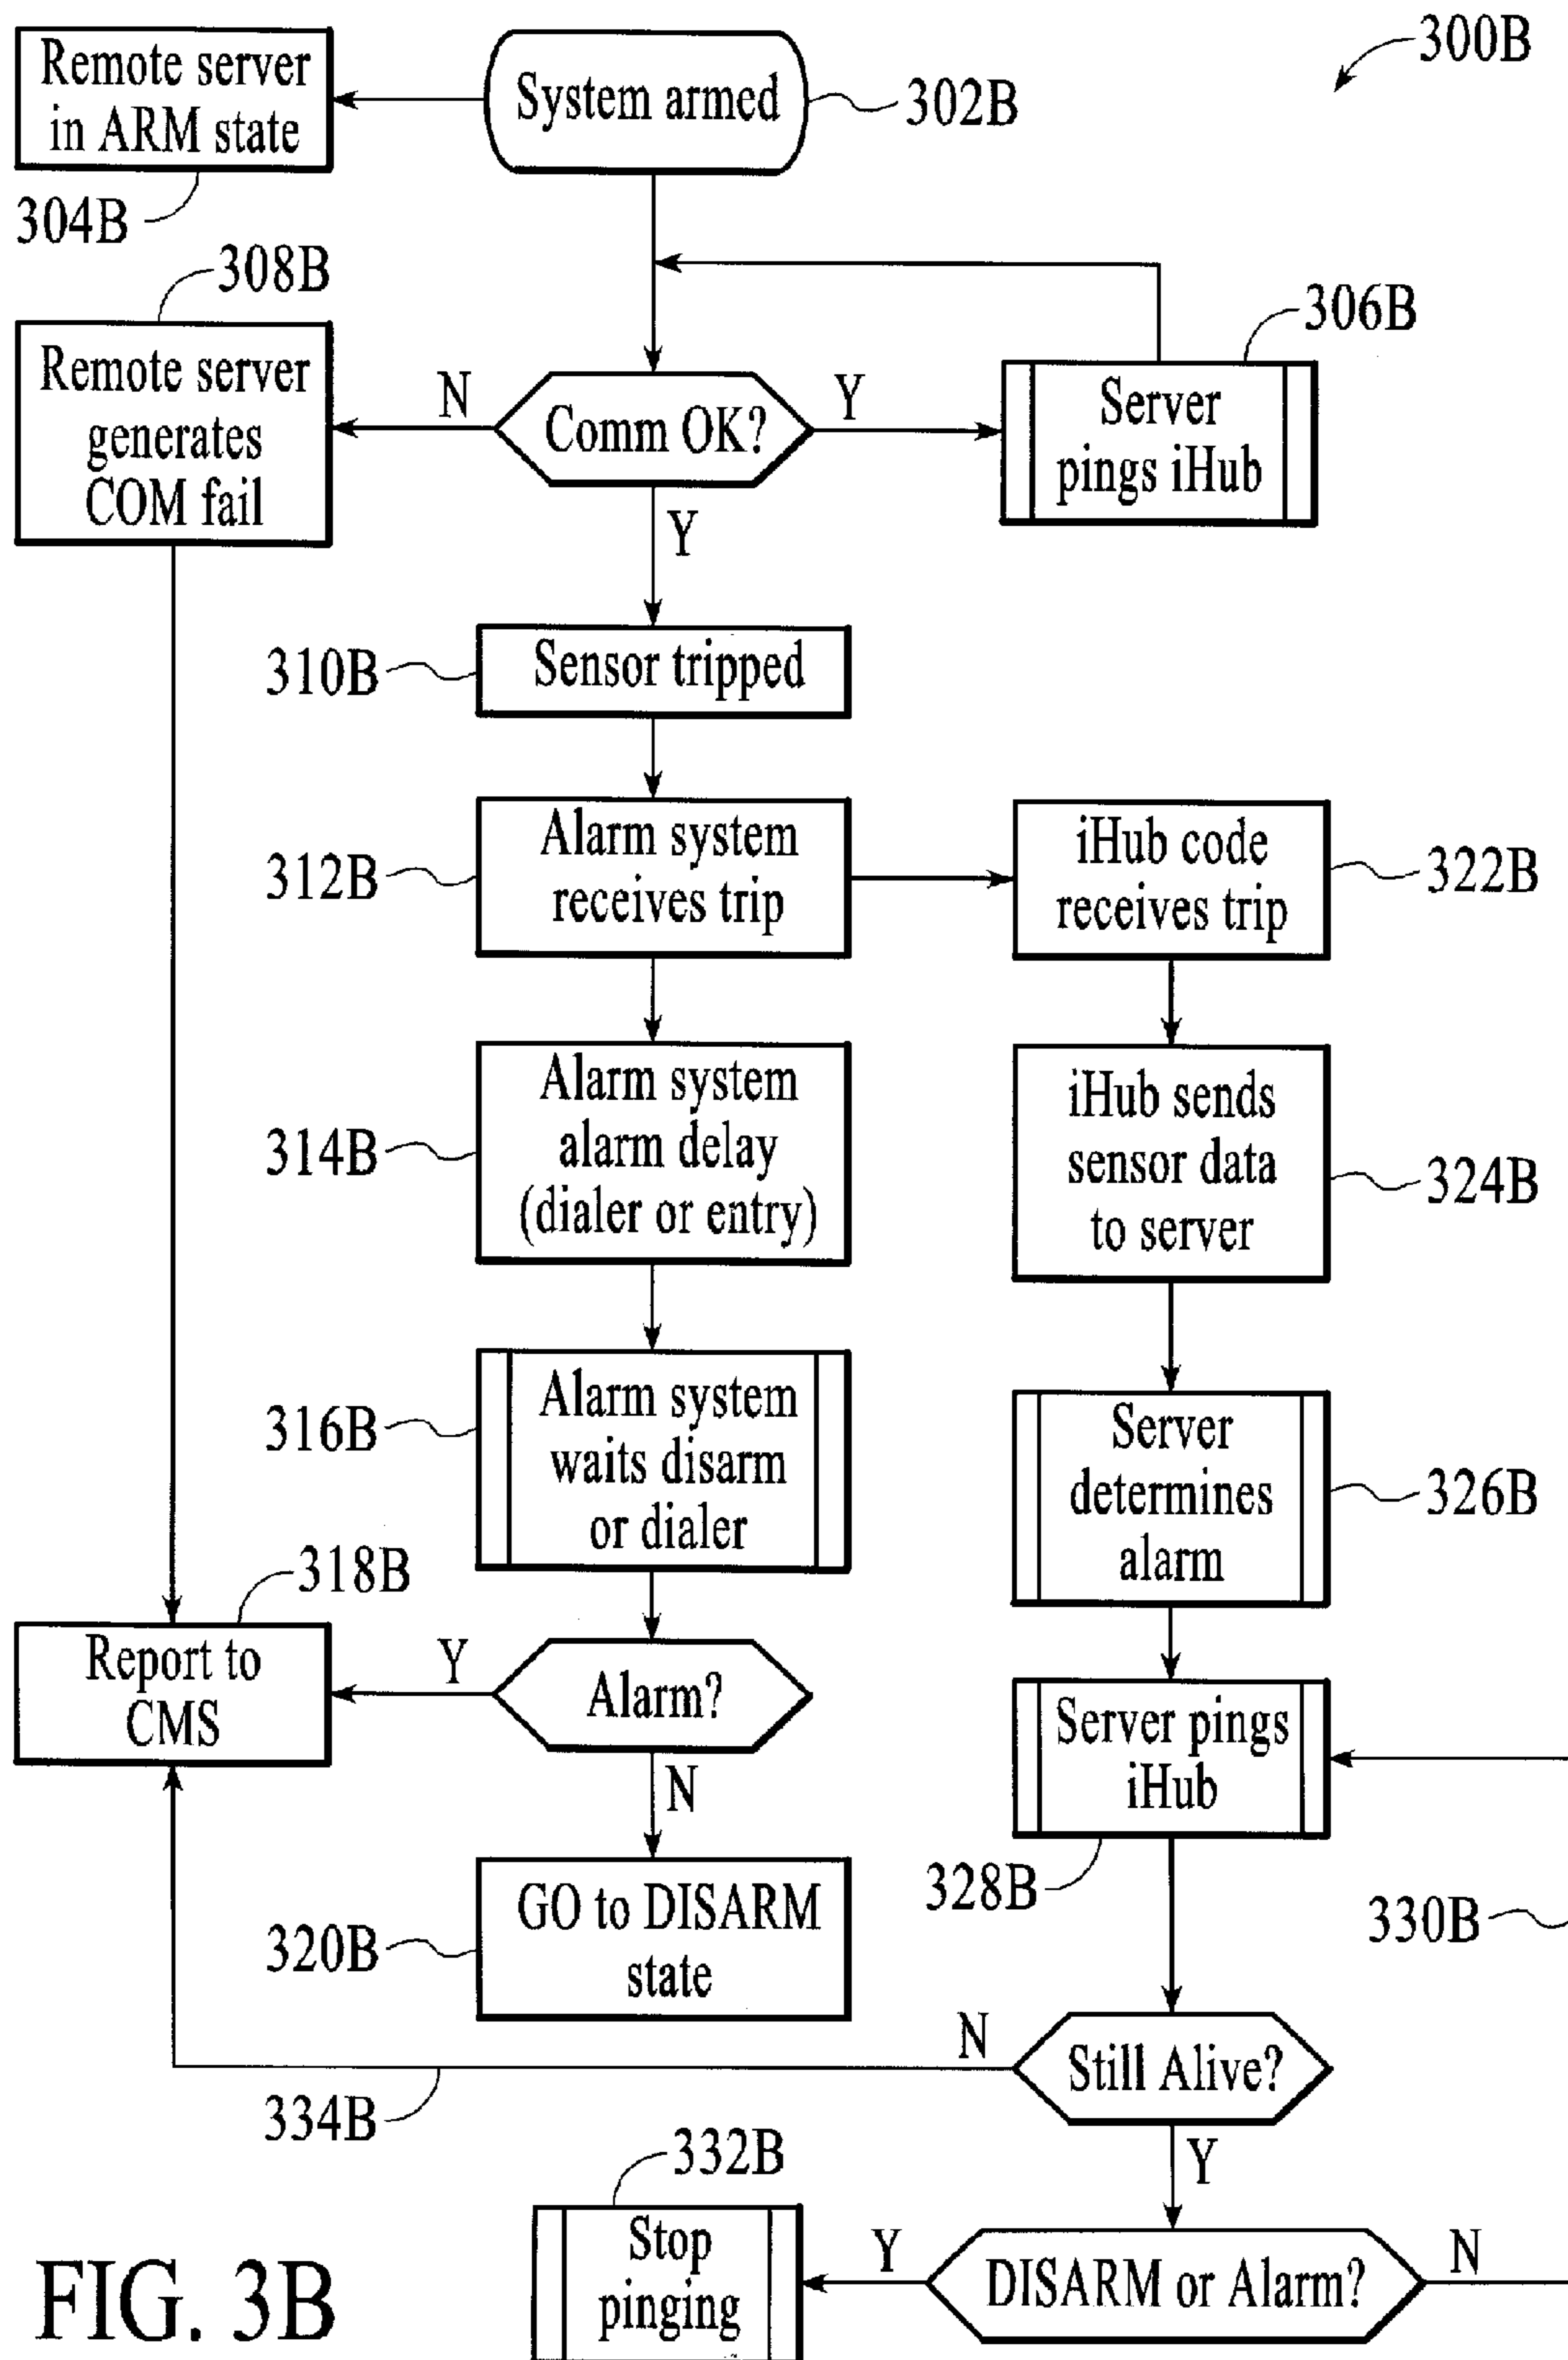 300B
Remote server
in ARM state
System armed
302B
304B
308B
306B
Remote server
generates
COM fail
N
Comm OK?
Y
Server
pings iHub
Y
310B
Sensor tripped
312B
Alarm system
receives trip
iHub code
receives trip
322B
314B
Alarm system
alarm delay
(dialer or entry)
iHub sends
sensor data
to server
324B
316B
Alarm system
waits disarm
or dialer
Server
determines
alarm
326B
318B
Report to
CMS
Y
Alarm?
N
Server pings
iHub
328B
330B
320B
GO to DISARM
state
N
Still Alive?
334B
Y
332B
Stop
pinging
Y
DISARM or Alarm?
N
FIG. 3B